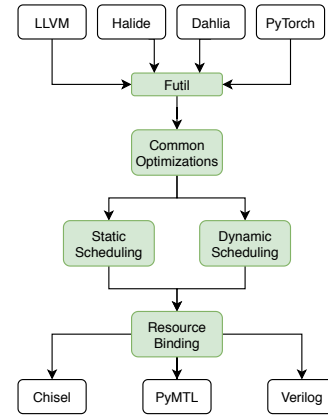 LLVM
Halide
Dahlia
PyTorch
Futil
Common
Optimizations
Static
Scheduling
Dynamic
Scheduling
Resource
Binding
Chisel
PyMTL
Verilog